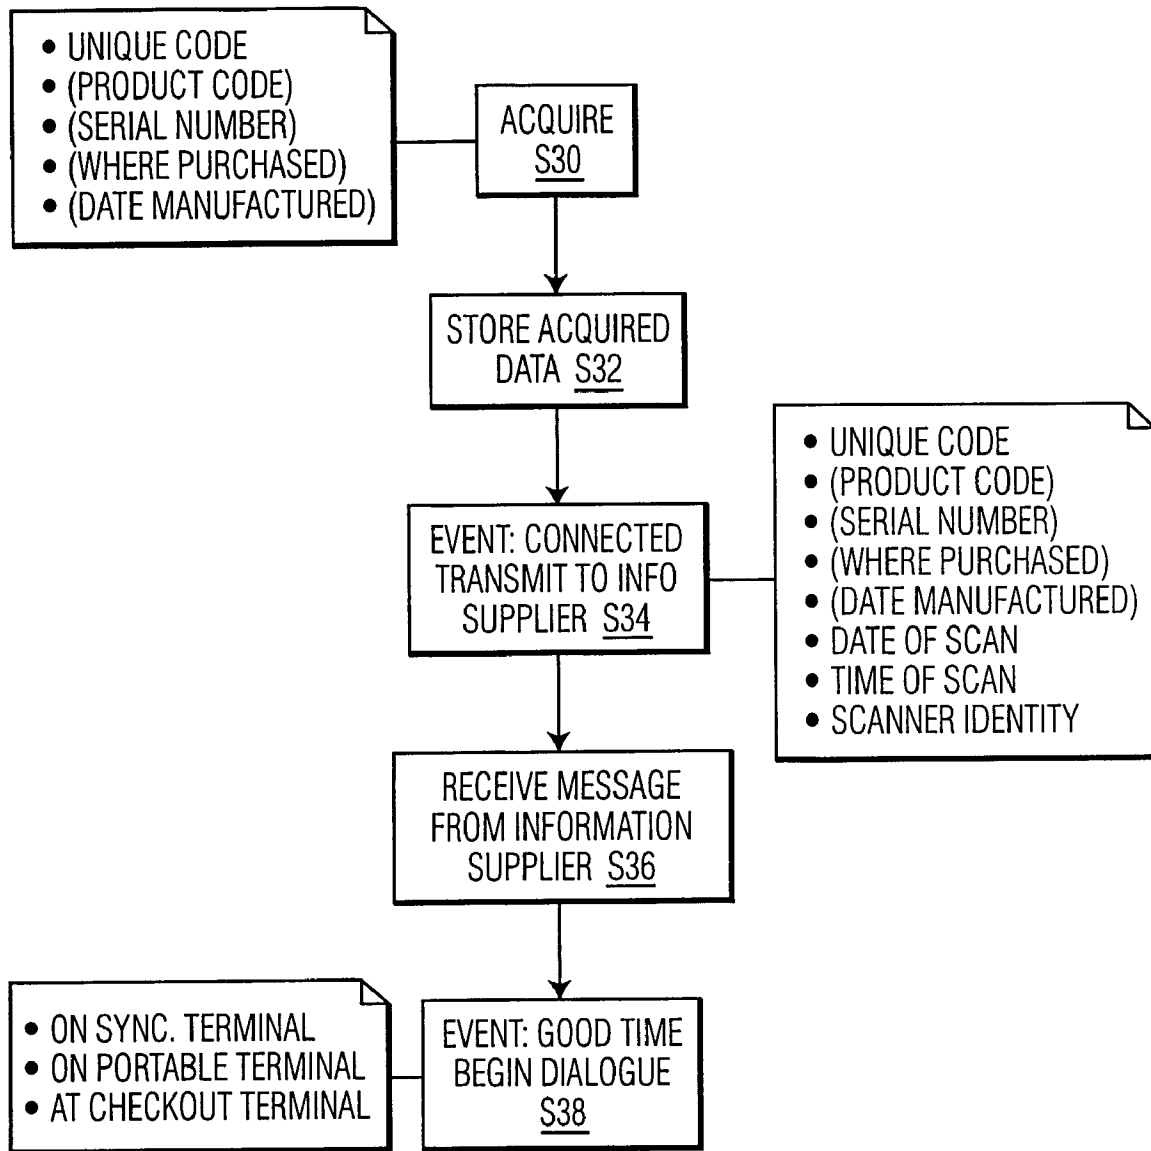 • UNIQUE CODE
• (PRODUCT CODE)
• (SERIAL NUMBER)
• (WHERE PURCHASED)
• (DATE MANUFACTURED)
ACQUIRE
S30
STORE ACQUIRED
DATA S32
EVENT: CONNECTED
TRANSMIT TO INFO
SUPPLIER S34
• UNIQUE CODE
• (PRODUCT CODE)
• (SERIAL NUMBER)
• (WHERE PURCHASED)
• (DATE MANUFACTURED)
• DATE OF SCAN
• TIME OF SCAN
• SCANNER IDENTITY
RECEIVE MESSAGE
FROM INFORMATION
SUPPLIER S36
• ON SYNC. TERMINAL
• ON PORTABLE TERMINAL
• AT CHECKOUT TERMINAL
EVENT: GOOD TIME
BEGIN DIALOGUE
S38